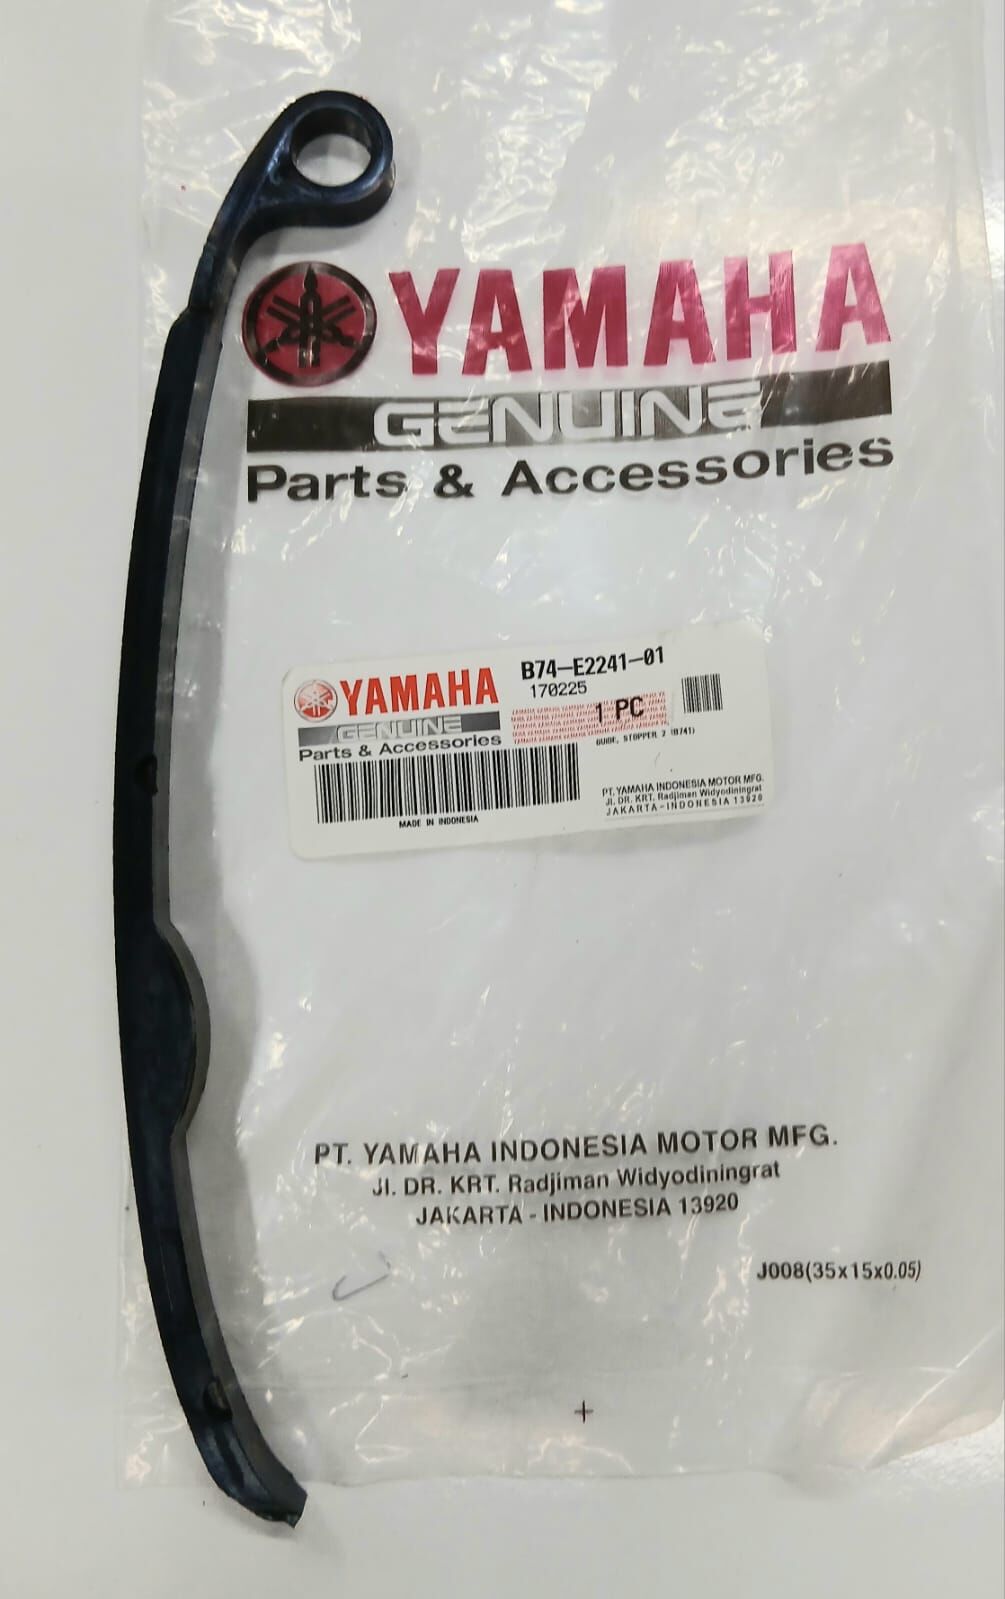 YAMAHA
GENUINE
Parts & Accessories
YAMAHA
GENUINE
Parts & Accessories
B74-E2241-01
170225
1 PC
GUIDE, STOPPER 2 (B741)
PT. YAMAHA INDONESIA MOTOR MFG.
Jl. DR. KRT. Radjiman Widyodiningrat
JAKARTA-INDONESIA 13920
MADE IN INDONESIA
PT. YAMAHA INDONESIA MOTOR MFG.
Jl. DR. KRT. Radjiman Widyodiningrat
JAKARTA - INDONESIA 13920
J008(35x15x0.05)